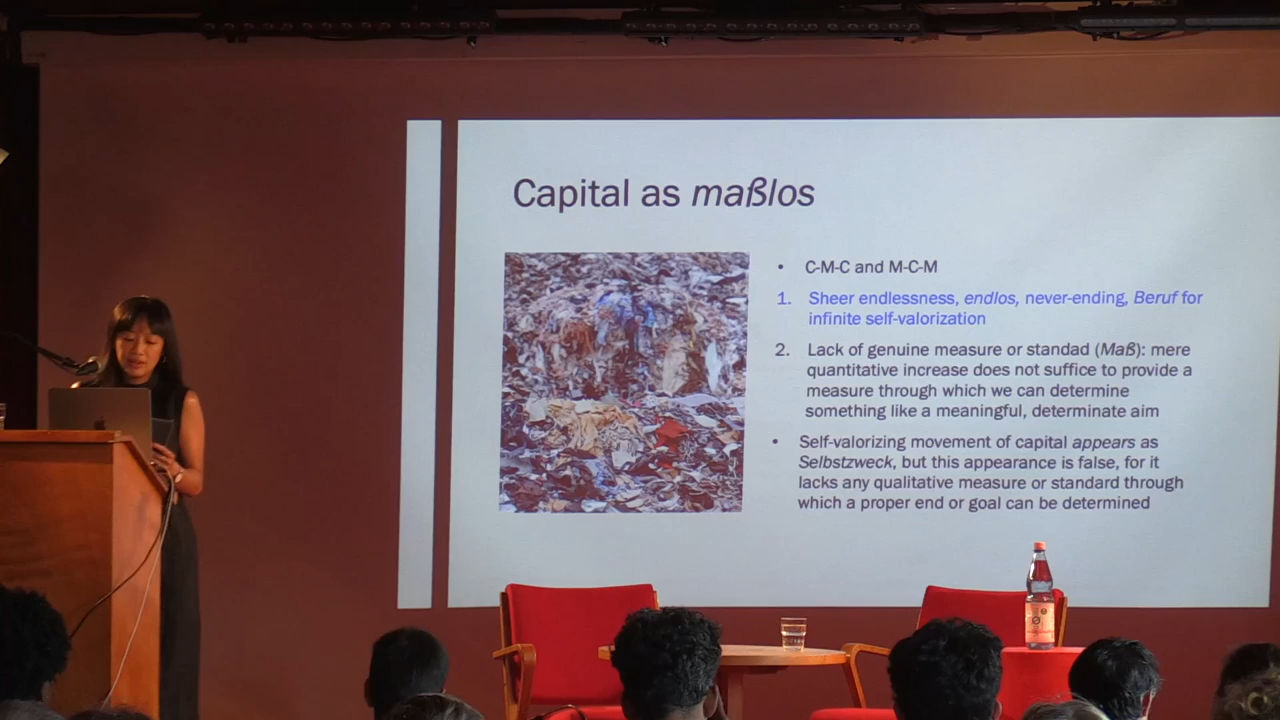 Capital as maßlos
• C-M-C and M-C-M
1. Sheer endlessness, endlos, never-ending, Beruf for
infinite self-valorization
2. Lack of genuine measure or standad (Maß): mere
quantitative increase does not suffice to provide a
measure through which we can determine
something like a meaningful, determinate aim
• Self-valorizing movement of capital appears as
Selbstzweck, but this appearance is false, for it
lacks any qualitative measure or standard through
which a proper end or goal can be determined